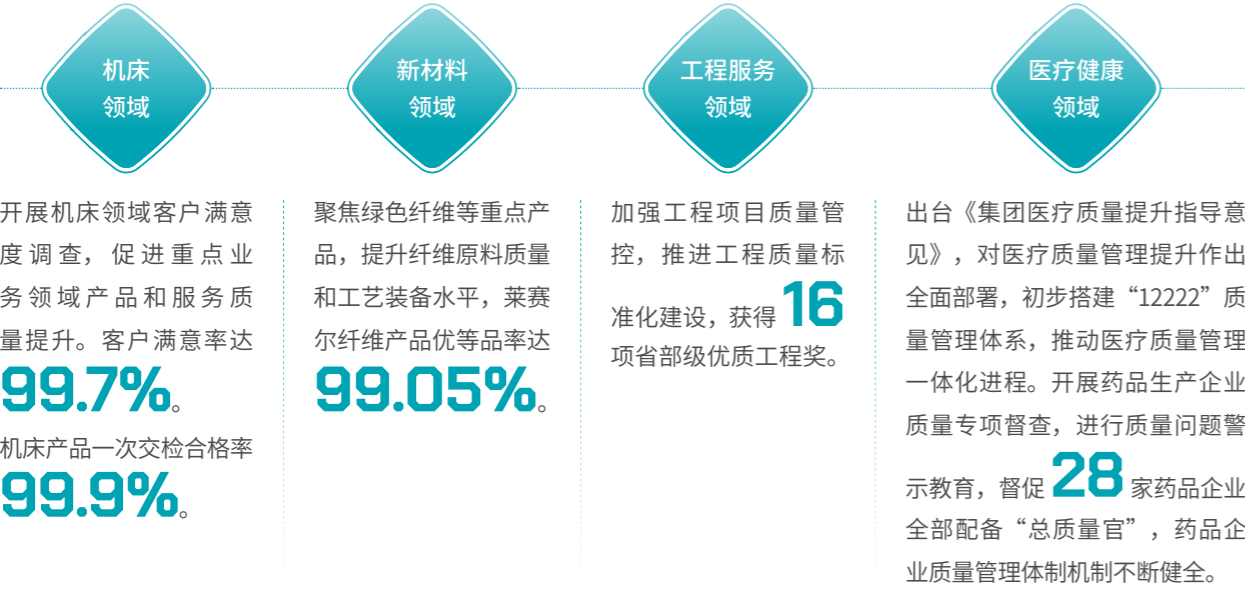 机床
领域
开展机床领域客户满意
度调查，促进重点业
务领域产品和服务质
量提升。客户满意率达
99.7%。
机床产品一次交检合格率
99.9%。
新材料
领域
聚焦绿色纤维等重点产
品，提升纤维原料质量
和工艺装备水平，莱赛
尔纤维产品优等品率达
99.05%。
工程服务
领域
加强工程项目质量管
控，推进工程质量标
准化建设，获得 16
项省部级优质工程奖。
医疗健康
领域
出台《集团医疗质量提升指导意
见》，对医疗质量管理提升作出
全面部署，初步搭建“12222”质
量管理体系，推动医疗质量管理
一体化进程。开展药品生产企业
质量专项督查，进行质量问题警
示教育，督促 28 家药品企业
全部配备“总质量官”，药品企
业质量管理体制机制不断健全。